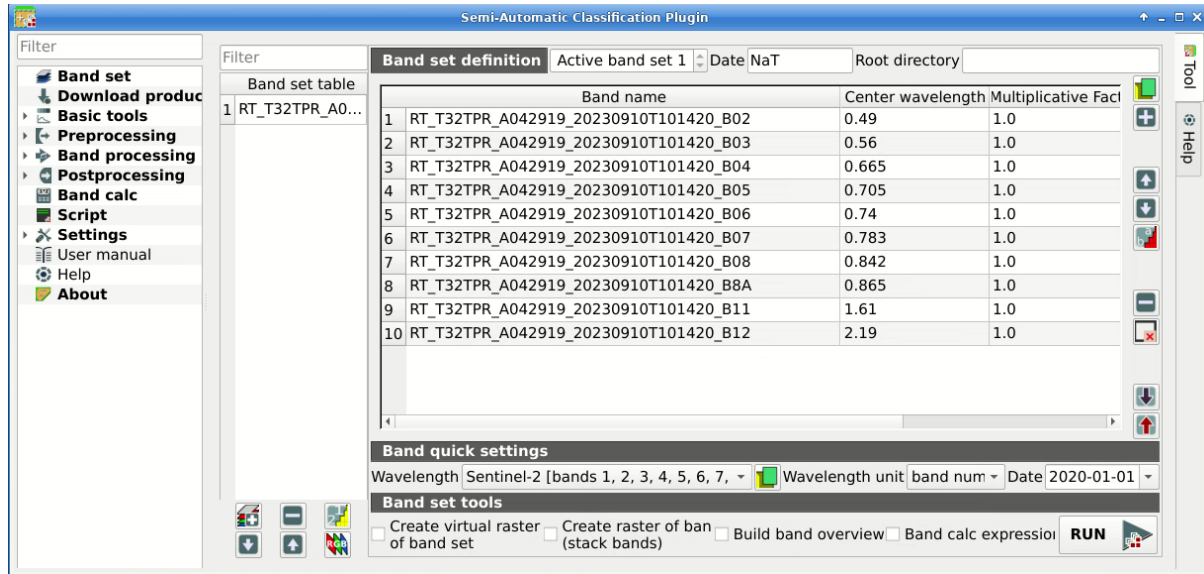 Semi-Automatic Classification Plugin
Filter
Band set
Download produc
Basic tools
Preprocessing
Band processing
Postprocessing
Band calc
Script
Settings
User manual
Help
About
Filter
Band set table
1 RT_T32TPR_A0...
Band set definition Active band set 1 Date NaT Root directory
Band name Center wavelength Multiplicative Fact
1 RT_T32TPR_A042919_20230910T101420_B02 0.49 1.0
2 RT_T32TPR_A042919_20230910T101420_B03 0.56 1.0
3 RT_T32TPR_A042919_20230910T101420_B04 0.665 1.0
4 RT_T32TPR_A042919_20230910T101420_B05 0.705 1.0
5 RT_T32TPR_A042919_20230910T101420_B06 0.74 1.0
6 RT_T32TPR_A042919_20230910T101420_B07 0.783 1.0
7 RT_T32TPR_A042919_20230910T101420_B08 0.842 1.0
8 RT_T32TPR_A042919_20230910T101420_B8A 0.865 1.0
9 RT_T32TPR_A042919_20230910T101420_B11 1.61 1.0
10 RT_T32TPR_A042919_20230910T101420_B12 2.19 1.0
Band quick settings
Wavelength Sentinel-2 [bands 1, 2, 3, 4, 5, 6, 7, Wavelength unit band num Date 2020-01-01
Band set tools
Create virtual raster
of band set
Create raster of ban
(stack bands)
Build band overview
Band calc expression
RUN
RGB
Tool
Help